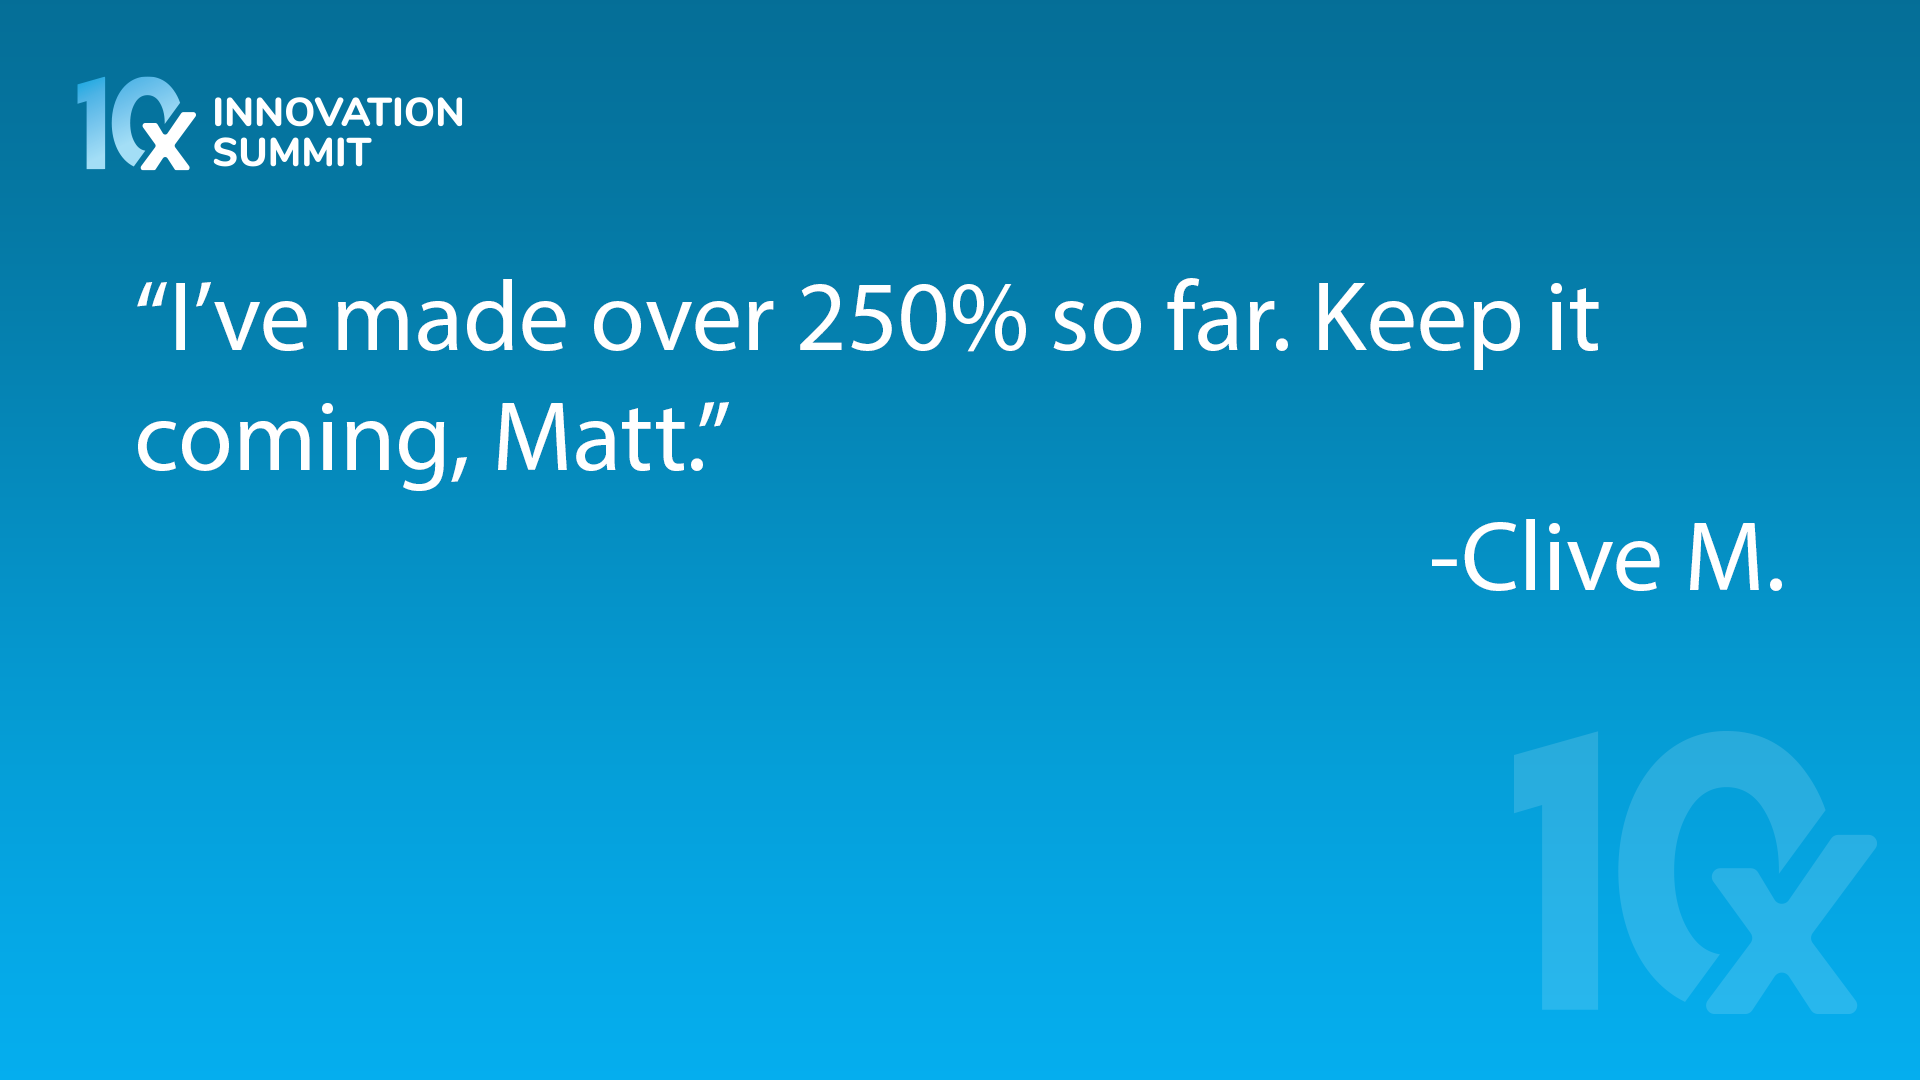 10x INNOVATION
SUMMIT
“I’ve made over 250% so far. Keep it
coming, Matt.”
-Clive M.
10x